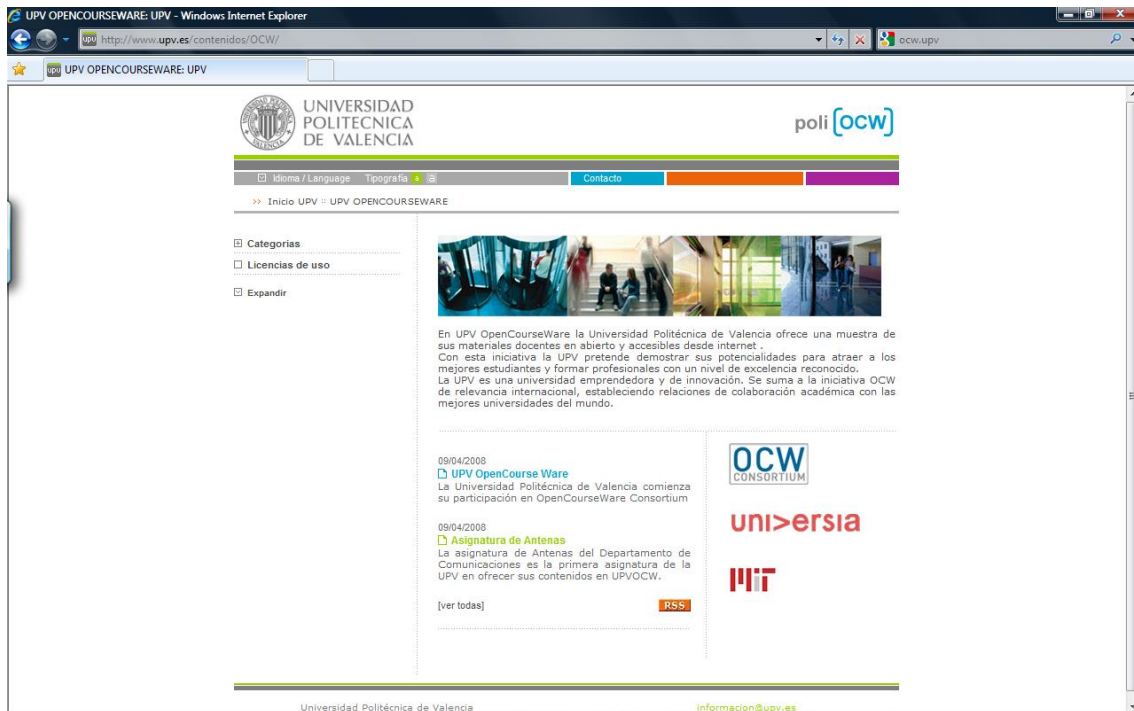 UPV OPENCOURSEWARE: UPV - Windows Internet Explorer
http://www.upv.es/contenidos/OCW/
ocw.upv
UPV OPENCOURSEWARE: UPV
UNIVERSIDAD
POLITECNICA
DE VALENCIA
poli [OCW]
Idioma / Language Tipografía a a Contacto
>> Inicio UPV :: UPV OPENCOURSEWARE
Categorias
Licencias de uso
Expandir
En UPV OpenCourseWare la Universidad Politécnica de Valencia ofrece una muestra de
sus materiales docentes en abierto y accesibles desde internet .
Con esta iniciativa la UPV pretende demostrar sus potencialidades para atraer a los
mejores estudiantes y formar profesionales con un nivel de excelencia reconocido.
La UPV es una universidad emprendedora y de innovación. Se suma a la iniciativa OCW
de relevancia internacional, estableciendo relaciones de colaboración académica con las
mejores universidades del mundo.
09/04/2008
UPV OpenCourse Ware
La Universidad Politécnica de Valencia comienza
su participación en OpenCourseWare Consortium
09/04/2008
Asignatura de Antenas
La asignatura de Antenas del Departamento de
Comunicaciones es la primera asignatura de la
UPV en ofrecer sus contenidos en UPVOCW.
[ver todas] RSS
OCW
CONSORTIUM
uni>ersia
MIT
Universidad Politécnica de Valencia informacion@upv.es